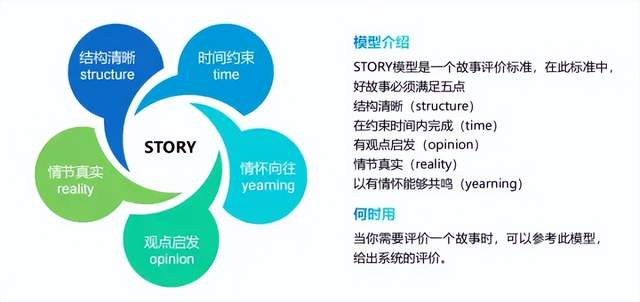 结构清晰
structure
时间约束
time
STORY
情节真实
reality
情怀向往
yearning
观点启发
opinion
模型介绍
STORY模型是一个故事评价标准，在此标准中，
好故事必须满足五点
结构清晰（structure）
在约束时间内完成（time）
有观点启发（opinion）
情节真实（reality）
以有情怀能够共鸣（yearning）
何时用
当你需要评价一个故事时，可以参考此模型，
给出系统的评价。